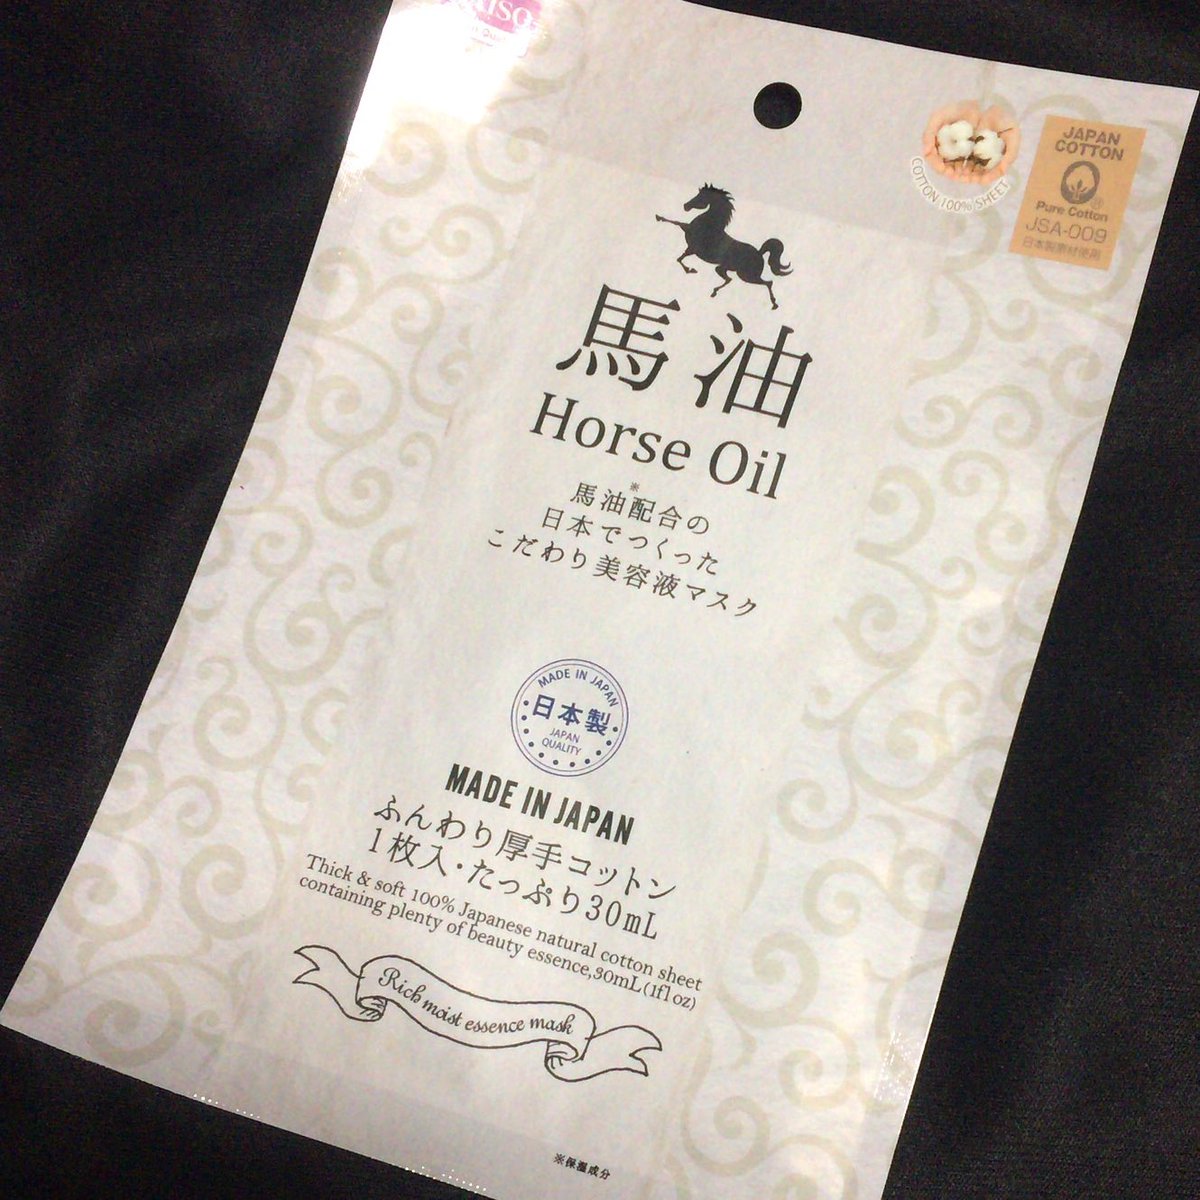 COTTON 100% SHEET
JAPAN
COTTON
®
Pure Cotton
JSA-009
日本製素材使用
馬油
Horse Oil
※
馬油配合の
日本でつくった
こだわり美容液マスク
MADE IN JAPAN
日本製
JAPAN
QUALITY
MADE IN JAPAN
ふんわり厚手コットン
1枚入・たっぷり30mL
Thick & soft 100% Japanese natural cotton sheet
containing plenty of beauty essence,30mL(1fl oz)
Rich moist essence mask
※保湿成分